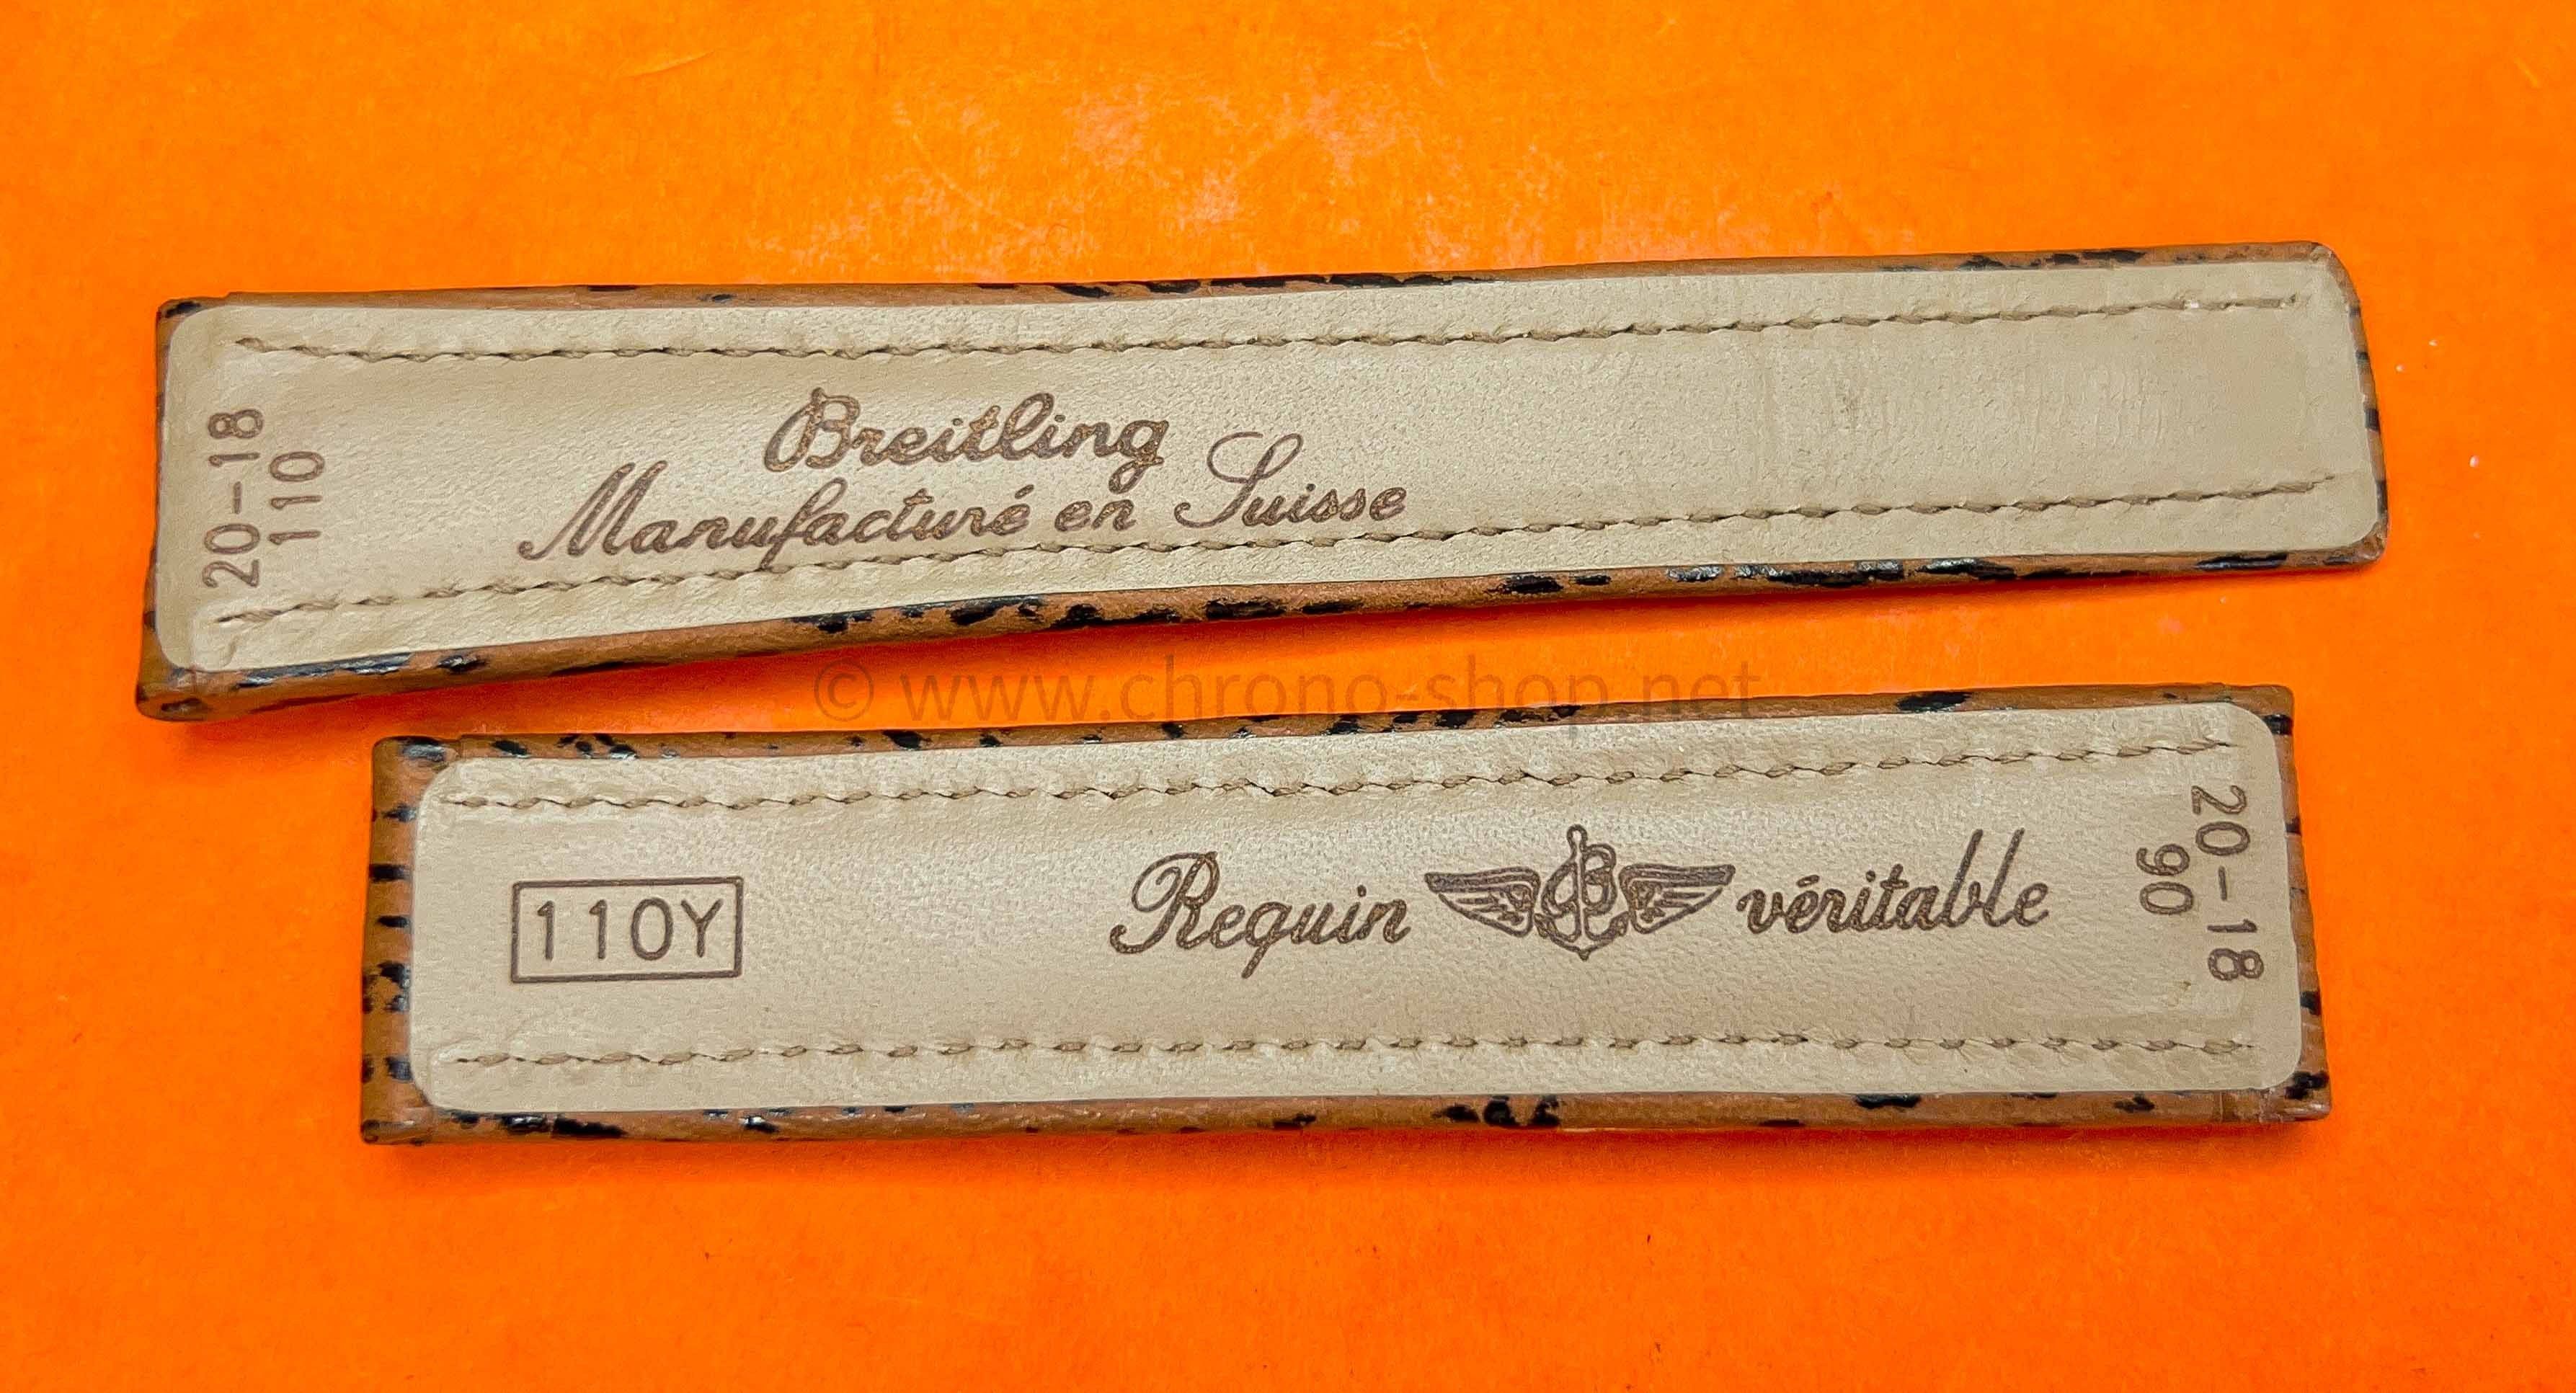 20-18
110
Breitling
Manufacturé en Suisse
© www.chrono-shop.net
110Y
Requin B véritable
20-18
90